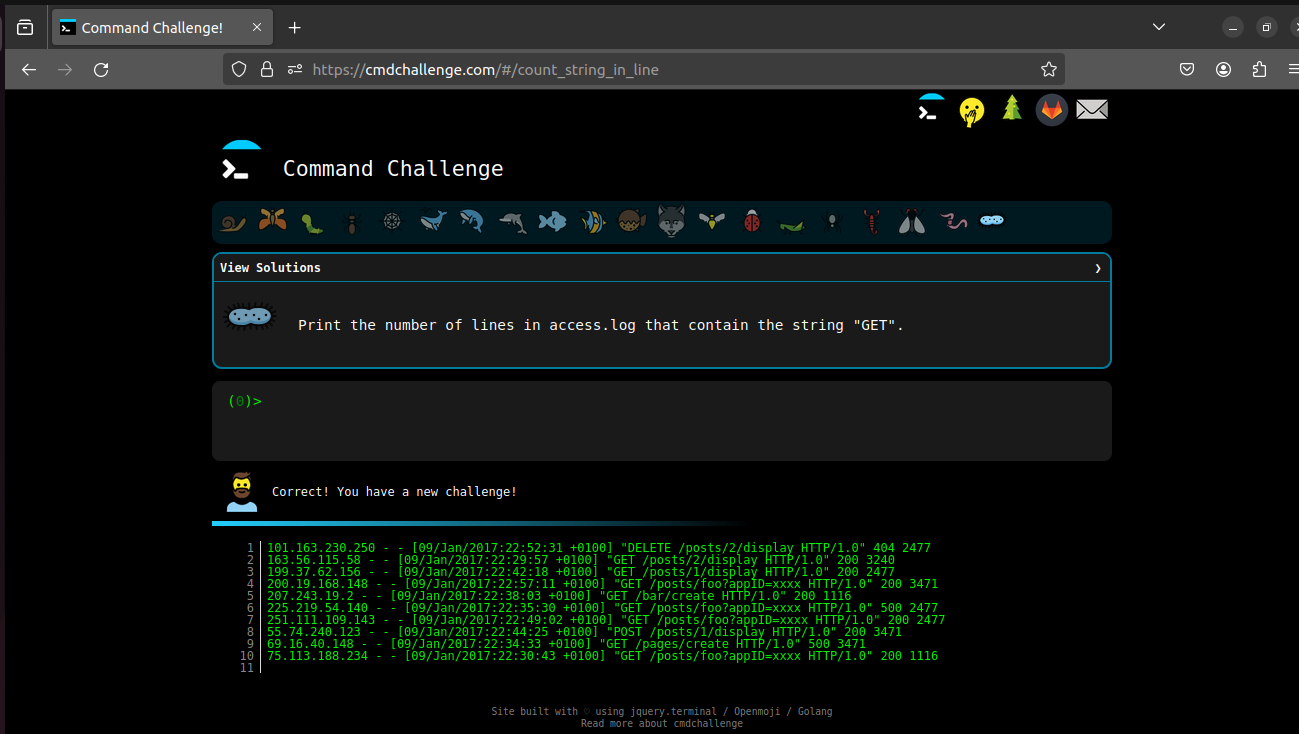 Command Challenge!
https://cmdchallenge.com/#/count_string_in_line
Command Challenge
View Solutions
Print the number of lines in access.log that contain the string "GET".
(0)>
Correct! You have a new challenge!
1 101.163.230.250 - - [09/Jan/2017:22:52:31 +0100] "DELETE /posts/2/display HTTP/1.0" 404 2477
2 163.56.115.58 - - [09/Jan/2017:22:29:57 +0100] "GET /posts/2/display HTTP/1.0" 200 3240
3 199.37.62.156 - - [09/Jan/2017:22:42:18 +0100] "GET /posts/1/display HTTP/1.0" 200 2477
4 200.19.168.148 - - [09/Jan/2017:22:57:11 +0100] "GET /posts/foo?appID=xxxx HTTP/1.0" 200 3471
5 207.243.19.2 - - [09/Jan/2017:22:38:03 +0100] "GET /bar/create HTTP/1.0" 200 1116
6 225.219.54.140 - - [09/Jan/2017:22:35:30 +0100] "GET /posts/foo?appID=xxxx HTTP/1.0" 500 2477
7 251.111.109.143 - - [09/Jan/2017:22:49:02 +0100] "GET /posts/foo?appID=xxxx HTTP/1.0" 200 2477
8 55.74.240.123 - - [09/Jan/2017:22:44:25 +0100] "POST /posts/1/display HTTP/1.0" 200 3471
9 69.16.40.148 - - [09/Jan/2017:22:34:33 +0100] "GET /pages/create HTTP/1.0" 500 3471
10 75.113.188.234 - - [09/Jan/2017:22:30:43 +0100] "GET /posts/foo?appID=xxxx HTTP/1.0" 200 1116
11
Site built with ♡ using jquery.terminal / Openmoji / Golang
Read more about cmdchallenge